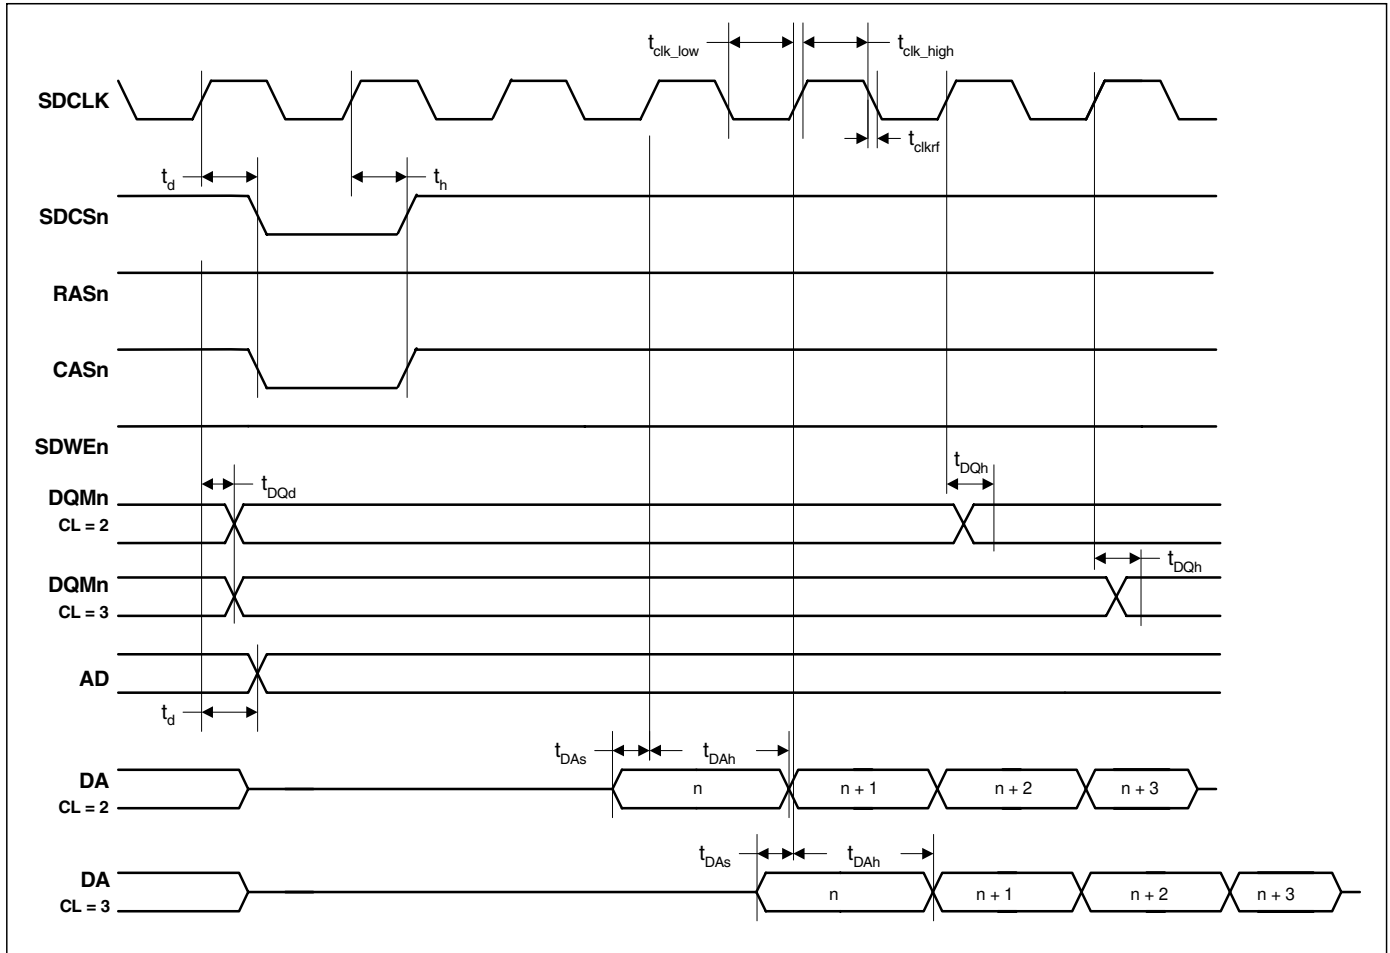 t_clk_low
t_clk_high
SDCLK
t_clkrf
t_d
t_h
SDCSn
RASn
CASn
SDWEn
t_DQh
t_DQd
DQMn
CL = 2
t_DQh
DQMn
CL = 3
AD
t_d
t_DAs
t_DAh
DA
CL = 2
n
n + 1
n + 2
n + 3
t_DAs
t_DAh
DA
CL = 3
n
n + 1
n + 2
n + 3